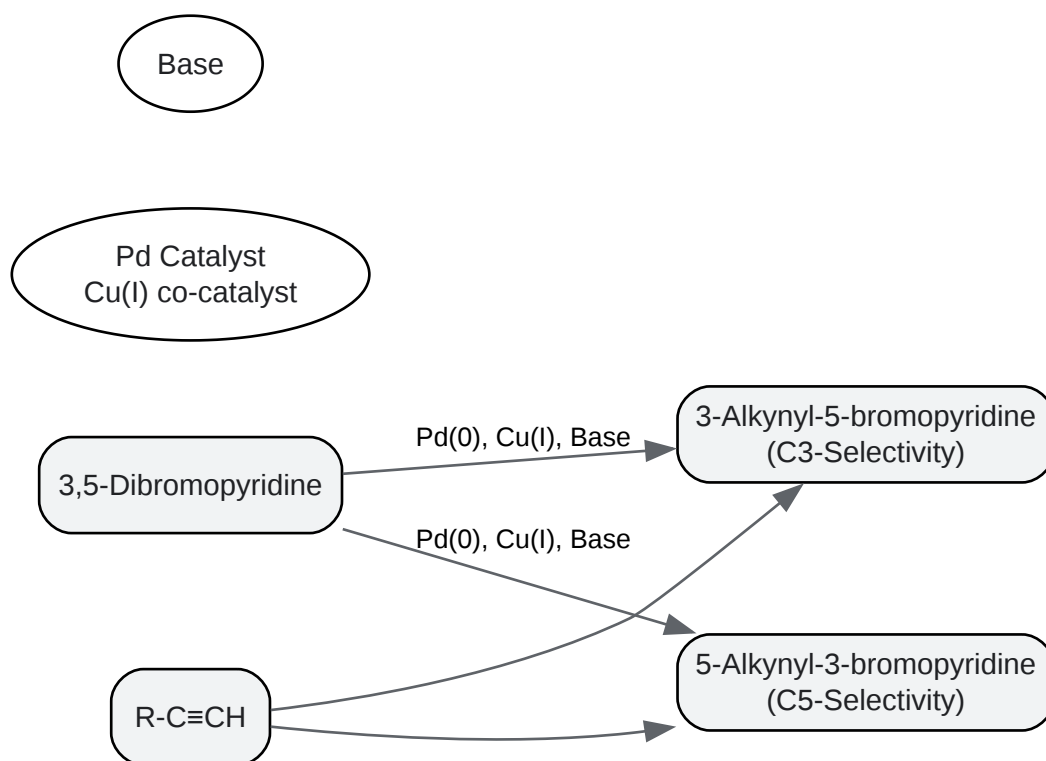 Base
Pd Catalyst
Cu(I) co-catalyst
3-Alkynyl-5-bromopyridine
(C3-Selectivity)
Pd(0), Cu(I), Base
3,5-Dibromopyridine
Pd(0), Cu(I), Base
5-Alkynyl-3-bromopyridine
(C5-Selectivity)
R-C≡CH